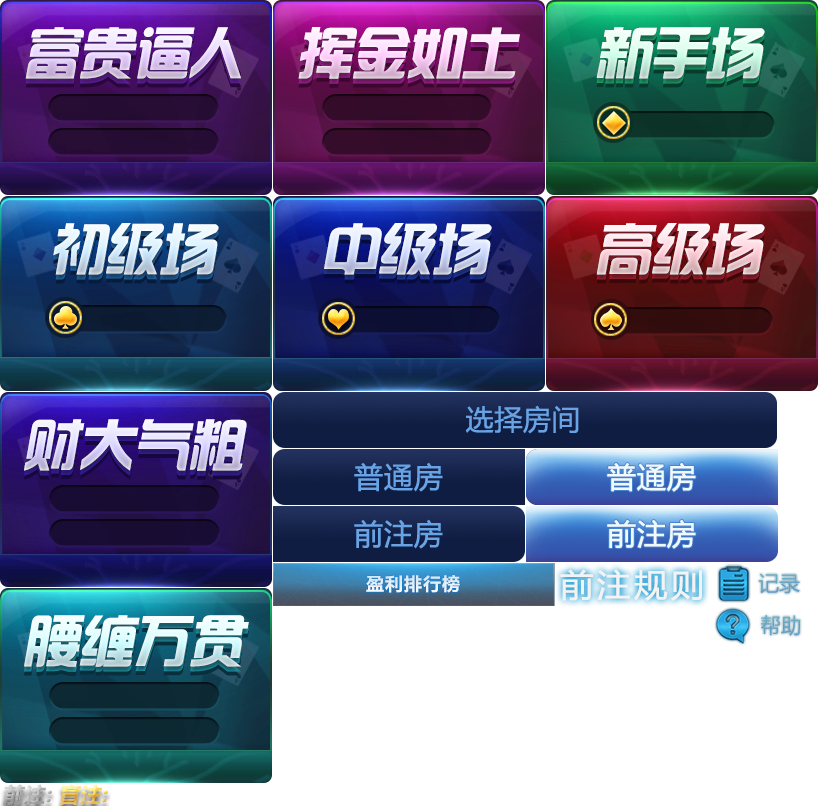 富贵逼人
挥金如土
新手场
初级场
中级场
高级场
财大气粗
选择房间
普通房
普通房
前注房
前注房
盈利排行榜
前注规则
记录
帮助
腰缠万贯
前注:
盲注: